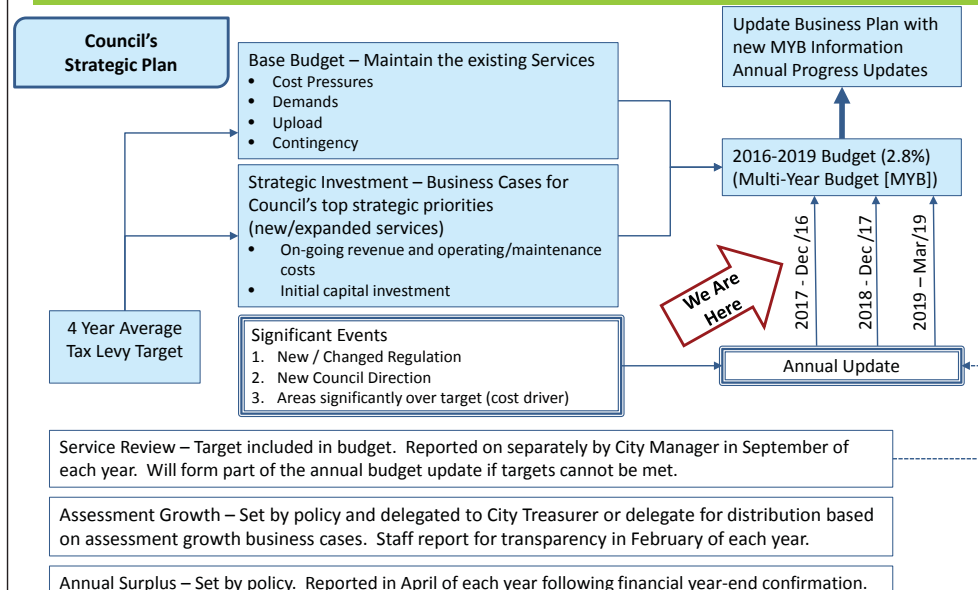 Council's
Strategic Plan
Base Budget – Maintain the existing Services
• Cost Pressures
• Demands
• Upload
• Contingency
Strategic Investment – Business Cases for
Council's top strategic priorities
(new/expanded services)
• On-going revenue and operating/maintenance
costs
• Initial capital investment
4 Year Average
Tax Levy Target
Significant Events
1. New / Changed Regulation
2. New Council Direction
3. Areas significantly over target (cost driver)
Update Business Plan with
new MYB Information
Annual Progress Updates
2016-2019 Budget (2.8%)
(Multi-Year Budget [MYB])
We Are
Here
2017 - Dec /16
2018 - Dec /17
2019 – Mar/19
Annual Update
Service Review – Target included in budget. Reported on separately by City Manager in September of
each year. Will form part of the annual budget update if targets cannot be met.
Assessment Growth – Set by policy and delegated to City Treasurer or delegate for distribution based
on assessment growth business cases. Staff report for transparency in February of each year.
Annual Surplus – Set by policy. Reported in April of each year following financial year-end confirmation.